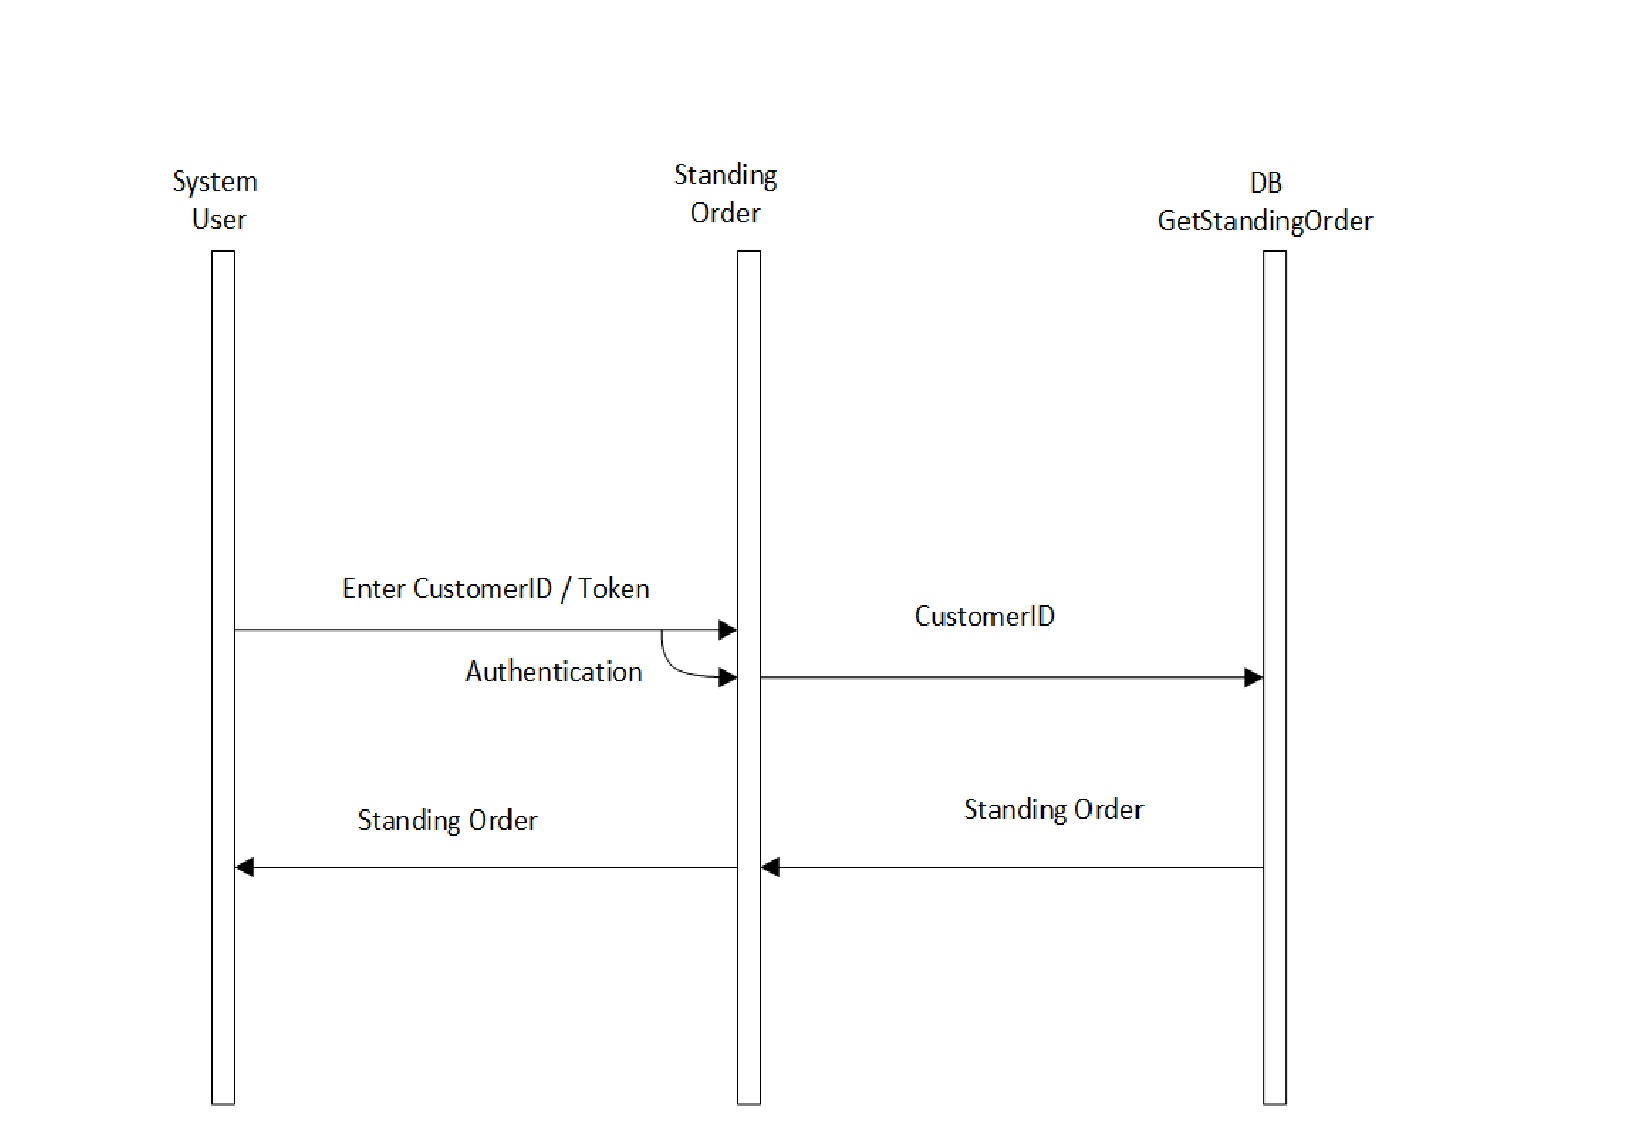 System
User
Standing
Order
DB
GetStandingOrder
Enter CustomerID / Token
CustomerID
Authentication
Standing Order
Standing Order